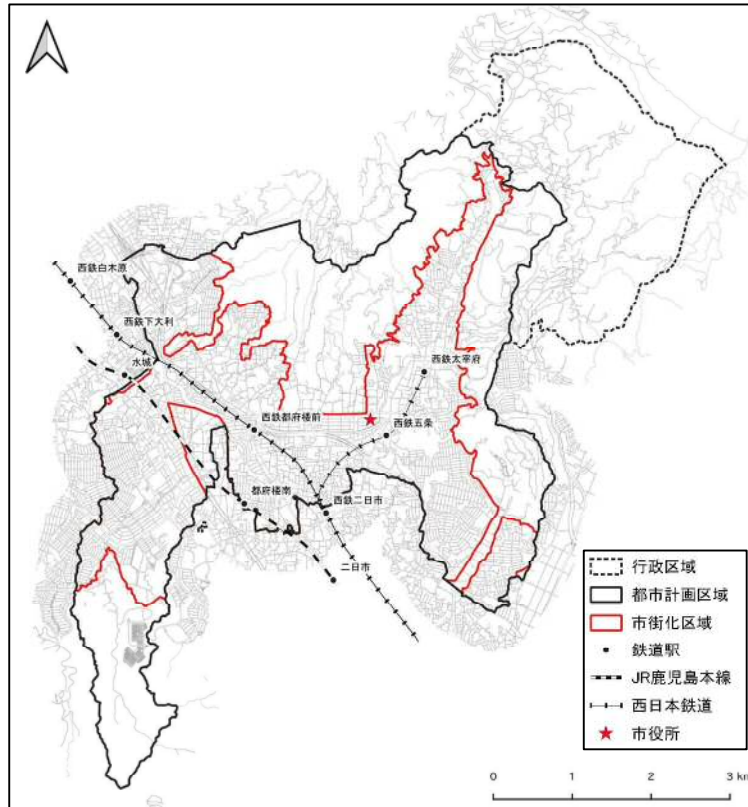 西鉄白木原
西鉄下大利
水城
西鉄太宰府
西鉄都府楼前
西鉄五条
都府楼南
西鉄二日市
二日市
行政区域
都市計画区域
市街化区域
鉄道駅
JR鹿児島本線
西日本鉄道
市役所
0 1 2 3 km